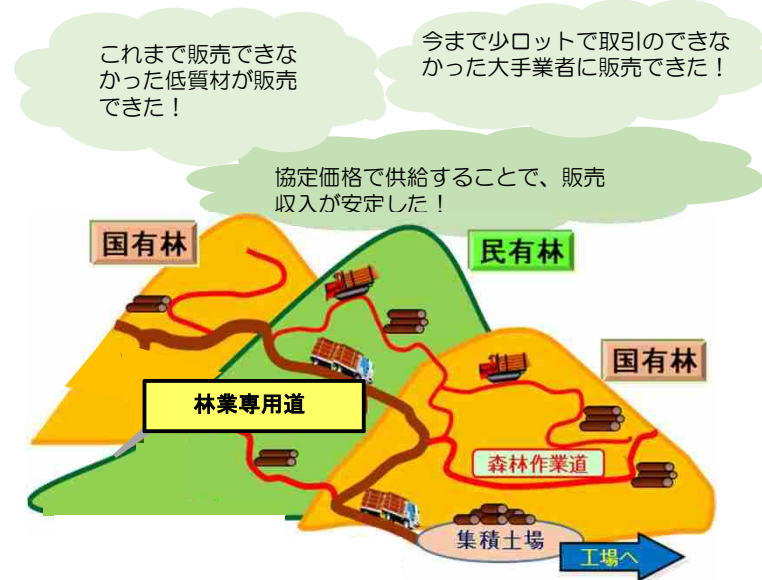 これまで販売できな
かった低質材が販売
できた！
今まで少ロットで取引のできな
かった大手業者に販売できた！
協定価格で供給することで、販売
収入が安定した！
国有林
民有林
国有林
林業専用道
森林作業道
集積土場
工場へ